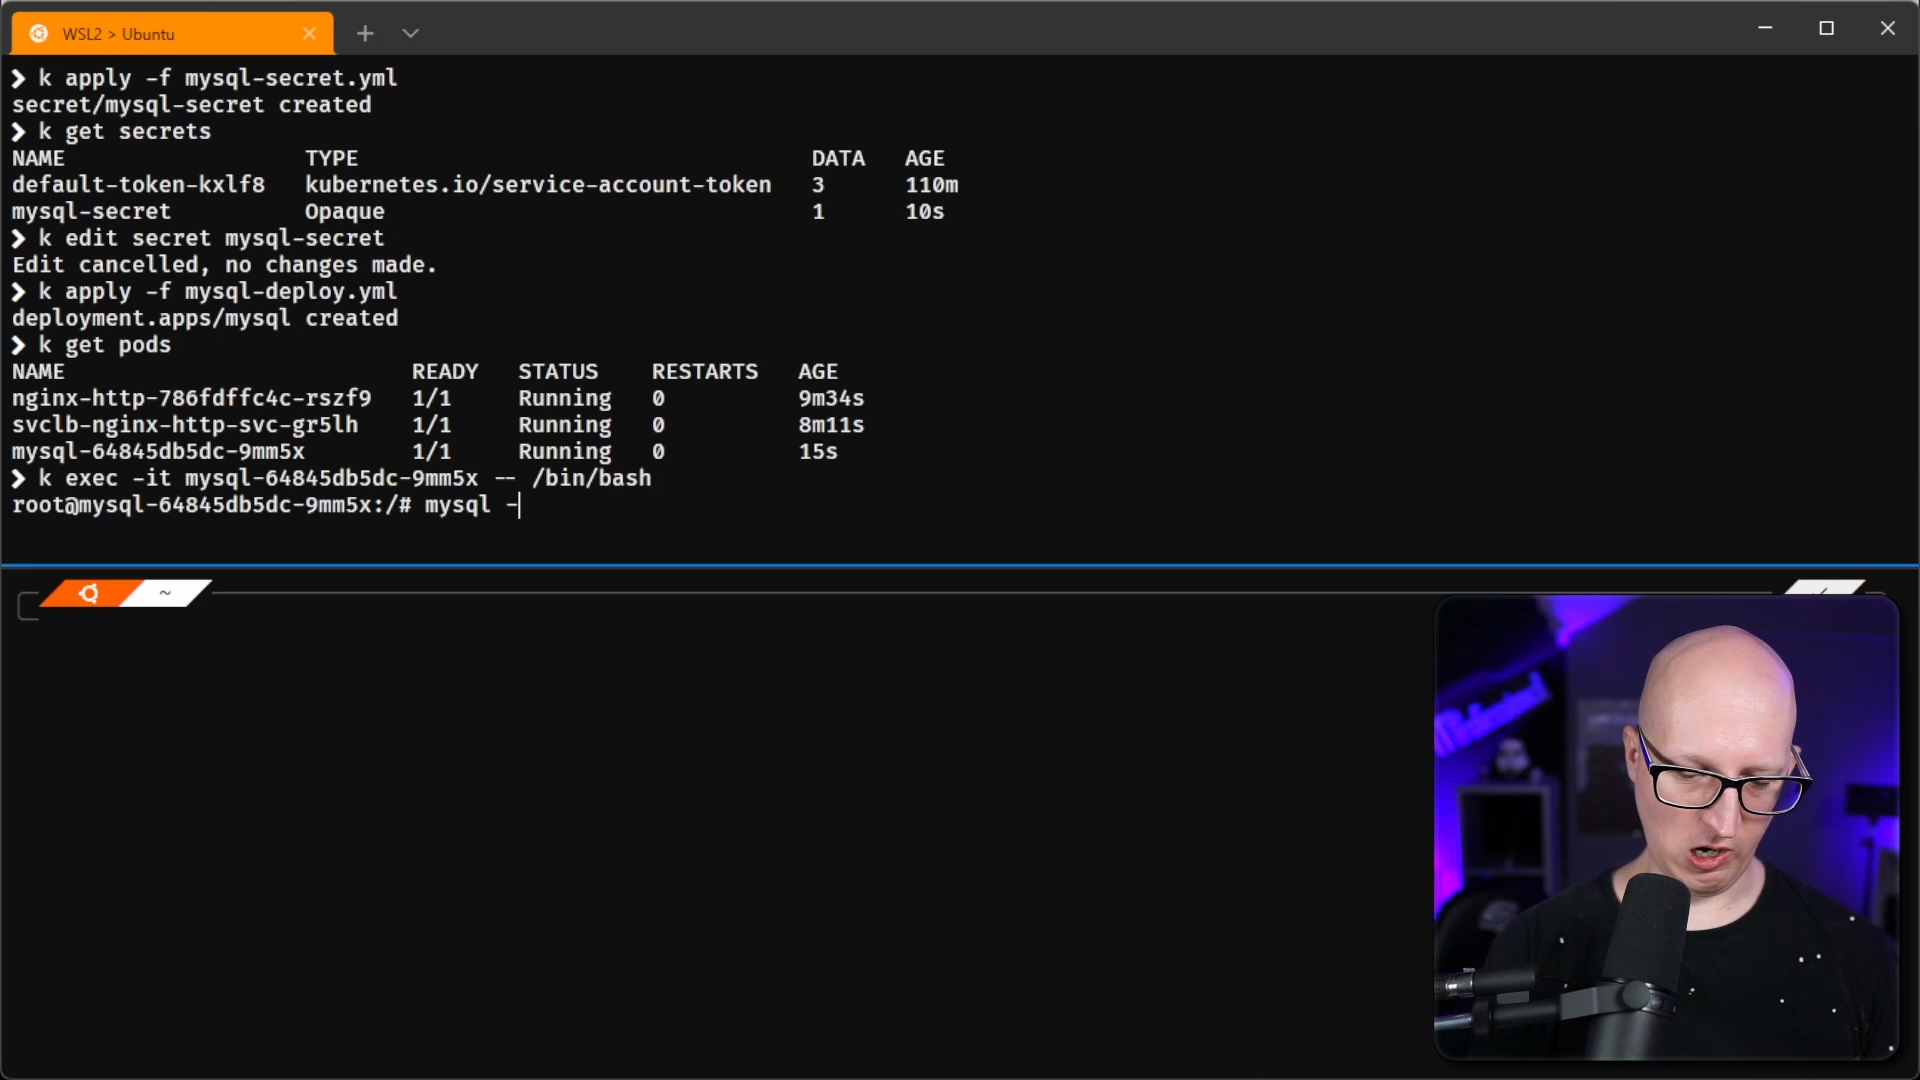 WSL2 > Ubuntu
❯ k apply -f mysql-secret.yml
secret/mysql-secret created
❯ k get secrets
NAME TYPE DATA AGE
default-token-kxlf8 kubernetes.io/service-account-token 3 110m
mysql-secret Opaque 1 10s
❯ k edit secret mysql-secret
Edit cancelled, no changes made.
❯ k apply -f mysql-deploy.yml
deployment.apps/mysql created
❯ k get pods
NAME READY STATUS RESTARTS AGE
nginx-http-786fdffc4c-rszf9 1/1 Running 0 9m34s
svclb-nginx-http-svc-gr5lh 1/1 Running 0 8m11s
mysql-64845db5dc-9mm5x 1/1 Running 0 15s
❯ k exec -it mysql-64845db5dc-9mm5x -- /bin/bash
root@mysql-64845db5dc-9mm5x:/# mysql -
~